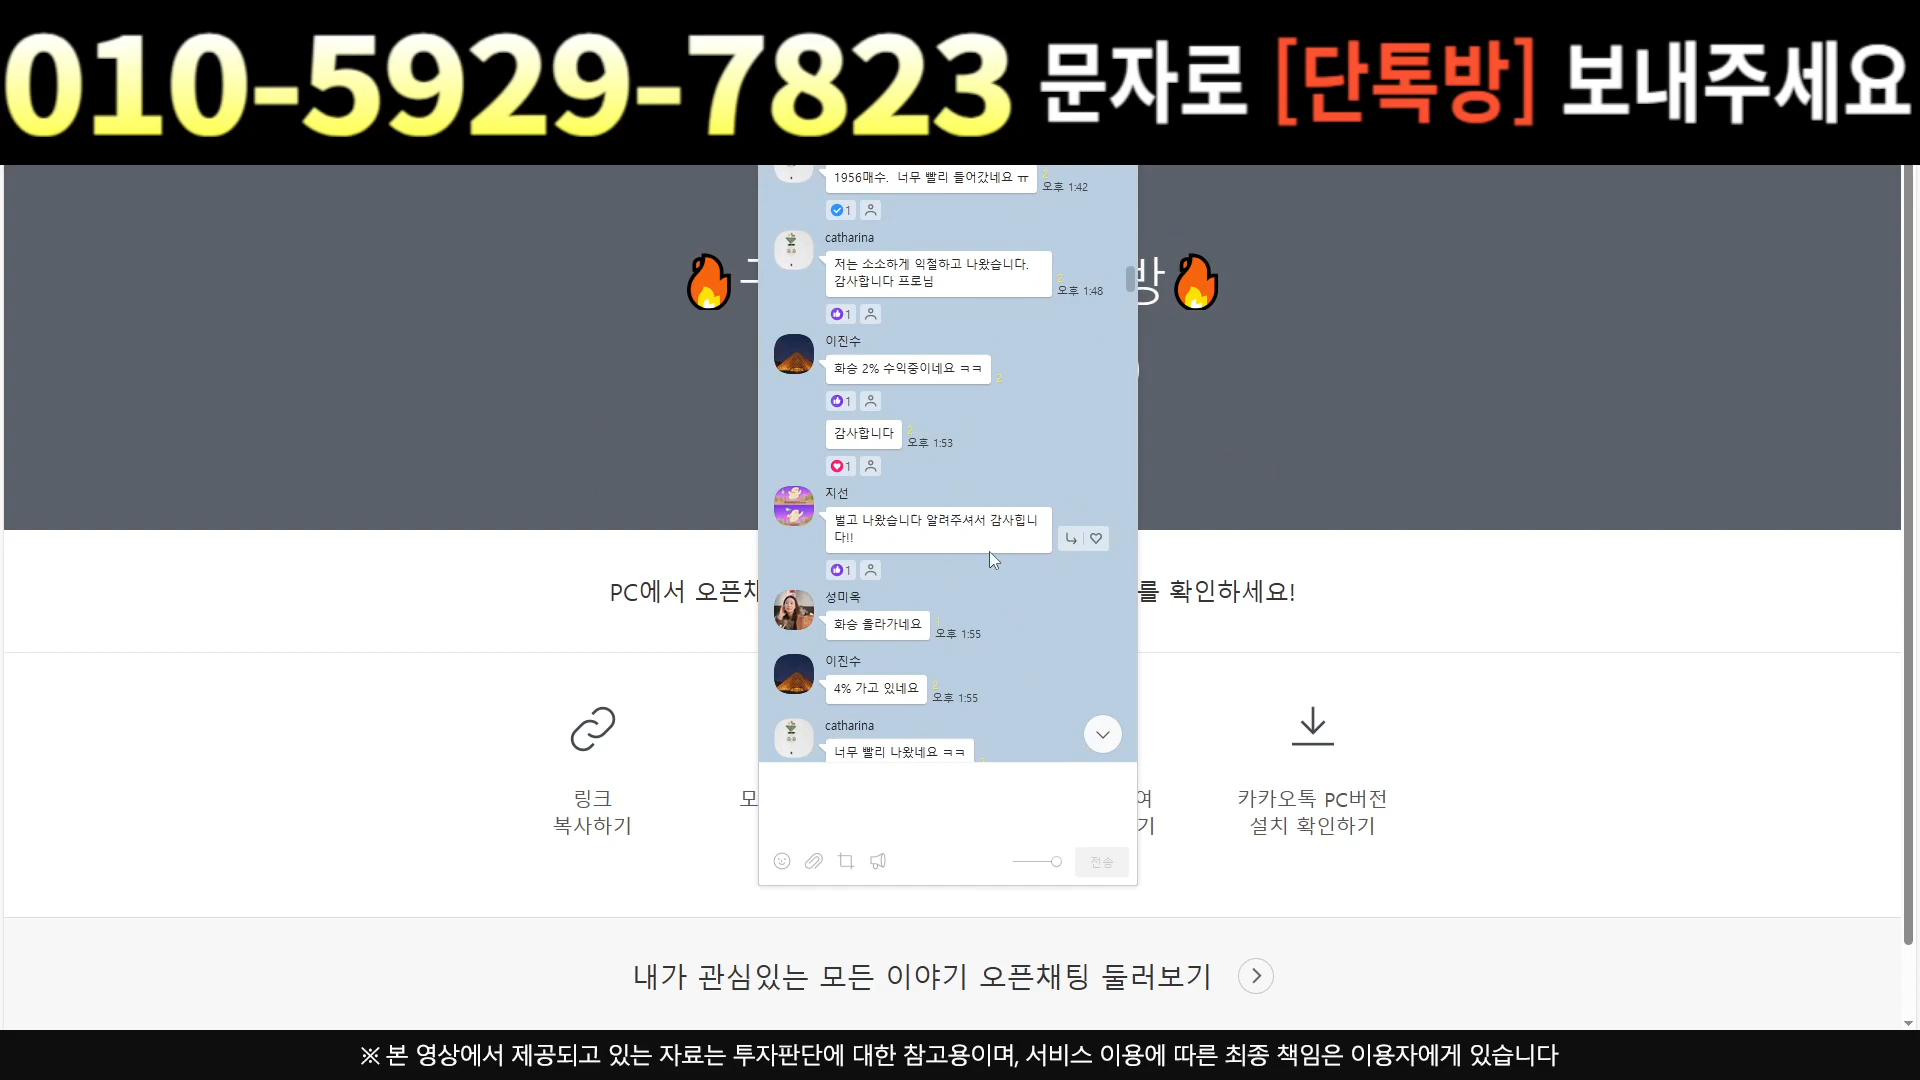 010-5929-7823 문자로 [단톡방] 보내주세요
1956매수. 너무 빨리 들어갔네요 ㅠ
2
오후 1:42
1
catharina
저는 소소하게 익절하고 나왔습니다.
감사합니다 프로님
2
오후 1:48
방
1
이진수
화승 2% 수익중이네요 ㅋㅋ
2
1
감사합니다
2
오후 1:53
1
지선
벌고 나왔습니다 알려주셔서 감사힙니
다!!
1
PC에서 오픈채
를 확인하세요!
성미옥
화승 올라가네요
오후 1:55
이진수
4% 가고 있네요
2
오후 1:55
catharina
너무 빨리 나왔네요 ㅋㅋ
링크
복사하기
모
여
기
카카오톡 PC버전
설치 확인하기
전송
내가 관심있는 모든 이야기 오픈채팅 둘러보기
※ 본 영상에서 제공되고 있는 자료는 투자판단에 대한 참고용이며, 서비스 이용에 따른 최종 책임은 이용자에게 있습니다